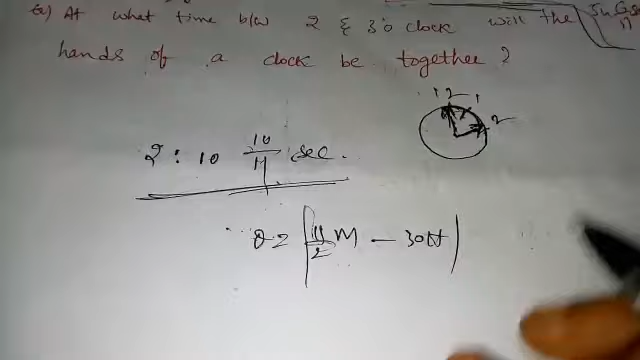 Q) At what time b/w 2 & 3 o clock will the
hands of a clock be together ?
12 1
2
2 : 10 10/11 sec.
θ = | 11/2 M - 30H |